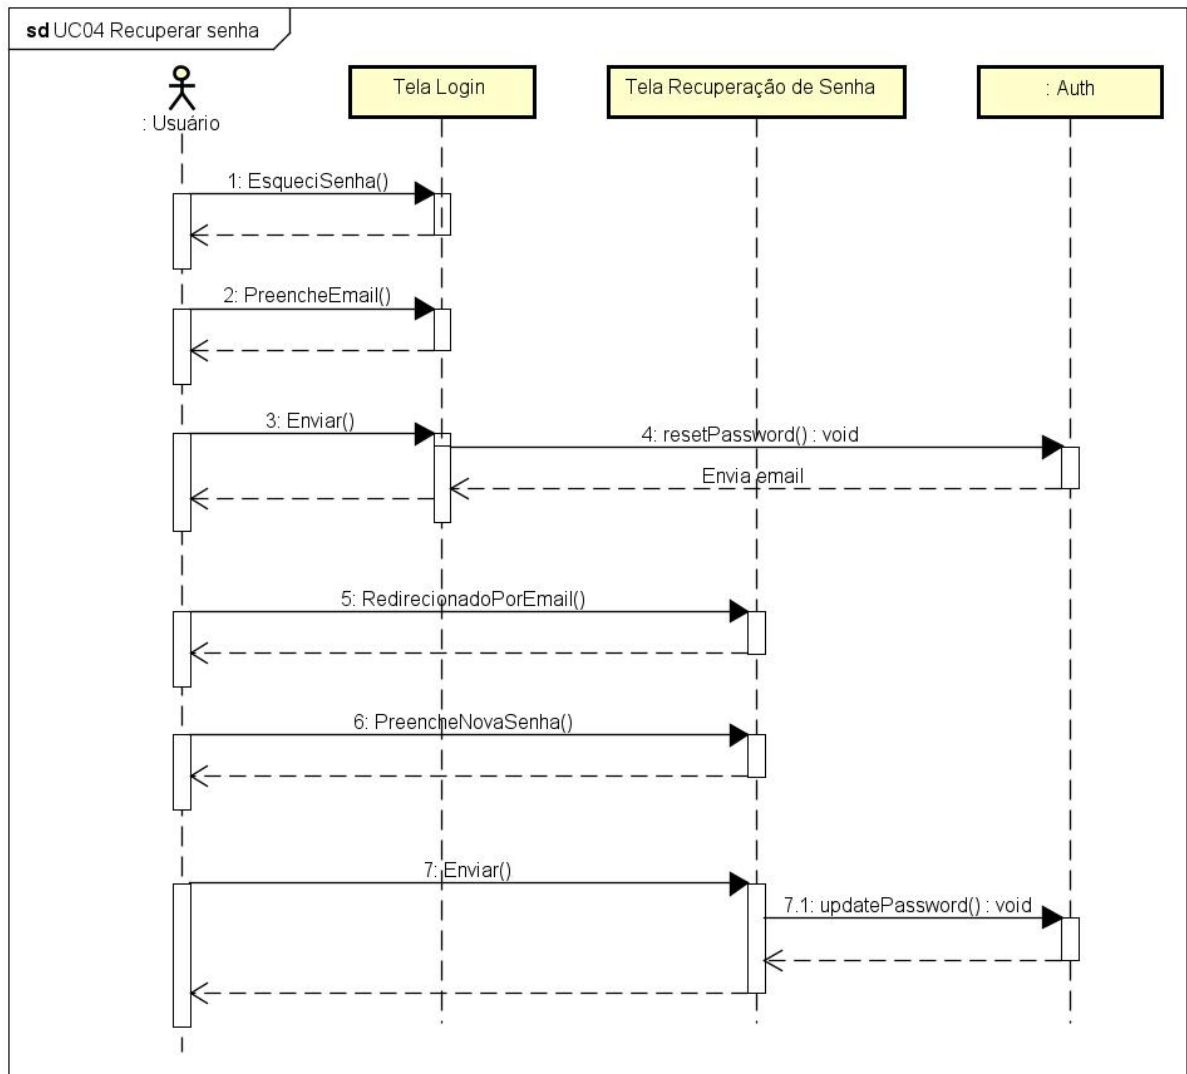 sd UC04 Recuperar senha
: Usuário
Tela Login
Tela Recuperação de Senha
: Auth
1: EsqueciSenha()
2: PreencheEmail()
3: Enviar()
4: resetPassword() : void
Envia email
5: RedirecionadoPorEmail()
6: PreencheNovaSenha()
7: Enviar()
7.1: updatePassword() : void